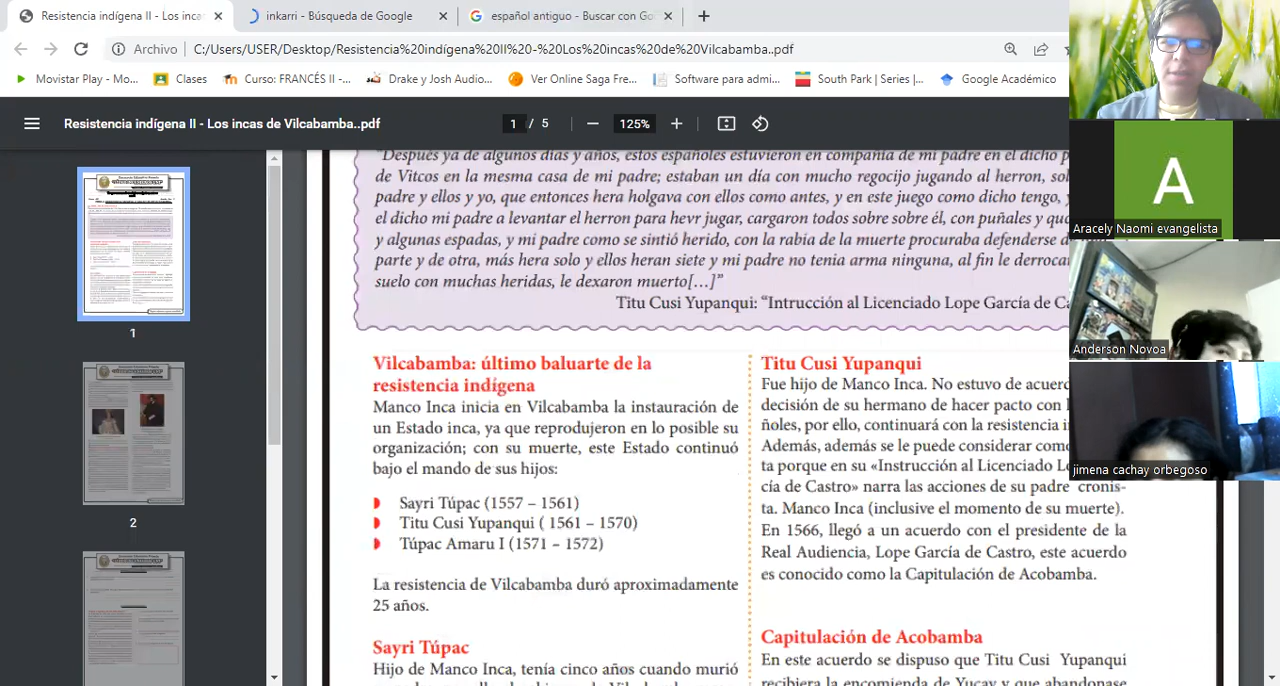 Resistencia indígena II - Los incas
inkarri - Búsqueda de Google
español antiguo - Buscar con Go
Archivo
C:/Users/USER/Desktop/Resistencia%20indígena%20II%20-%20Los%20incas%20de%20Vilcabamba..pdf
Movistar Play - Mo...
Clases
Curso: FRANCÉS II -...
Drake y Josh Audio...
Ver Online Saga Fre...
Software para admi...
South Park | Series |...
Google Académico
Resistencia indígena II - Los incas de Vilcabamba..pdf
1 / 5
125%
1
2
"Después ya de algunos días y años, estos españoles estuvieron en compañía de mi padre en el dicho p
de Vitcos en la mesma casa de mi padre; estaban un día con mucho regocijo jugando al herron, sol
padre y ellos y yo, que entonces hera holgava con ellos como antes, y en este juego como dicho tengo, y
el dicho mi padre a levantar el herron para hevr jugar, cargaron todos sobre sobre él, con puñales y
y algunas espadas, y mi padre como se sintió herido, con la rabia de la muerte procuraba defenderse d
parte y de otra, más hera solo y ellos heran siete y mi padre no tenia arma ninguna, al fin le derroca
suelo con muchas heridas, le dexaron muerto[...]"
Titu Cusi Yupanqui: "Intrucción al Licenciado Lope García de Ca
Vilcabamba: último baluarte de la
resistencia indígena
Manco Inca inicia en Vilcabamba la instauración de
un Estado inca, ya que reprodujeron en lo posible su
organización; con su muerte, este Estado continuó
bajo el mando de sus hijos:
Sayri Túpac (1557 – 1561)
Titu Cusi Yupanqui ( 1561 – 1570)
Túpac Amaru I (1571 – 1572)
La resistencia de Vilcabamba duró aproximadamente
25 años.
Sayri Túpac
Hijo de Manco Inca, tenía cinco años cuando murió
Titu Cusi Yupanqui
Fue hijo de Manco Inca. No estuvo de acuerd
decisión de su hermano de hacer pacto con
ñoles, por ello, continuará con la resistencia i
Además, además se le puede considerar com
ta porque en su «Instrucción al Licenciado L
cía de Castro» narra las acciones de su padre cronis-
ta. Manco Inca (inclusive el momento de su muerte).
En 1566, llegó a un acuerdo con el presidente de la
Real Audiencia, Lope García de Castro, este acuerdo
es conocido como la Capitulación de Acobamba.
Capitulación de Acobamba
En este acuerdo se dispuso que Titu Cusi Yupanqui
recibiera la encomienda de Yucay y que abandonase
A
Aracely Naomi evangelista
Anderson Novoa
jimena cachay orbegoso